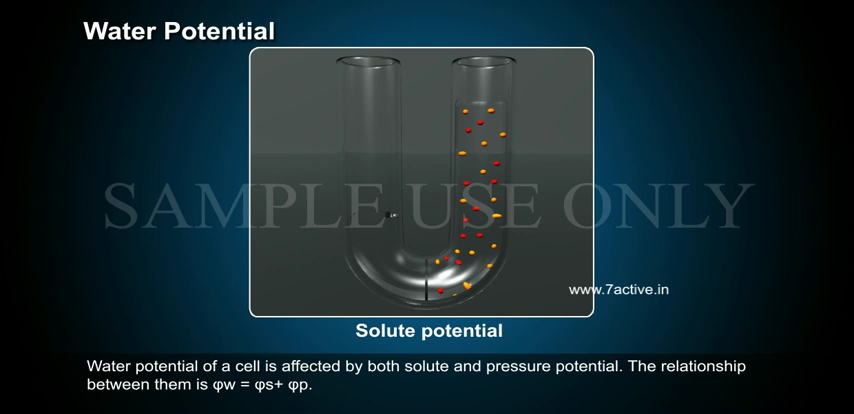 Water Potential
SAMPLE USE ONLY
www.7active.in
Solute potential
Water potential of a cell is affected by both solute and pressure potential. The relationship
between them is φw = φs+ φp.